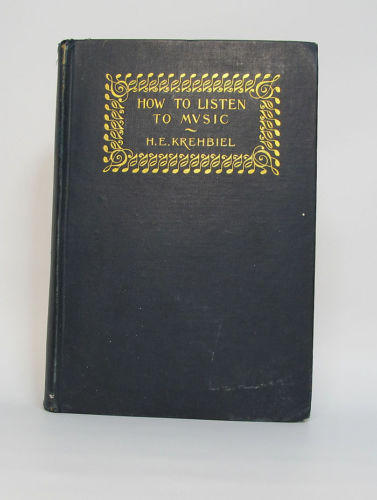 HOW TO LISTEN
TO MVSIC
~
H. E. KREHBIEL